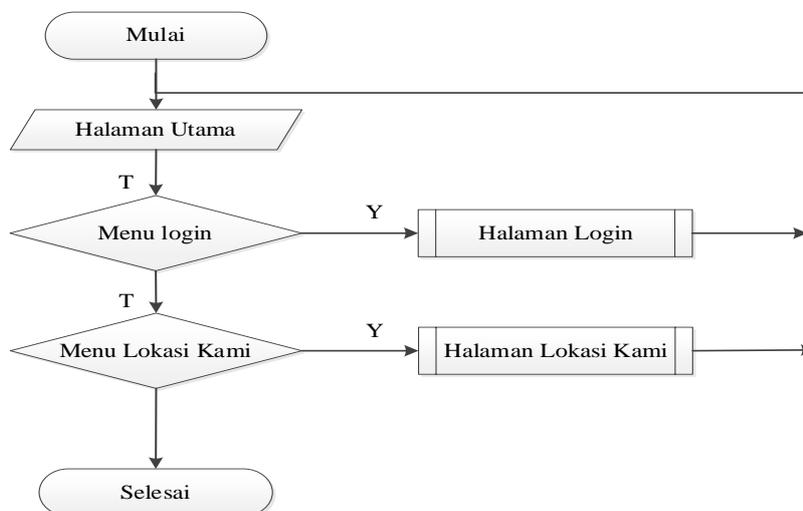 Mulai
Halaman Utama
T
Menu login
Y
Halaman Login
T
Menu Lokasi Kami
Y
Halaman Lokasi Kami
Selesai